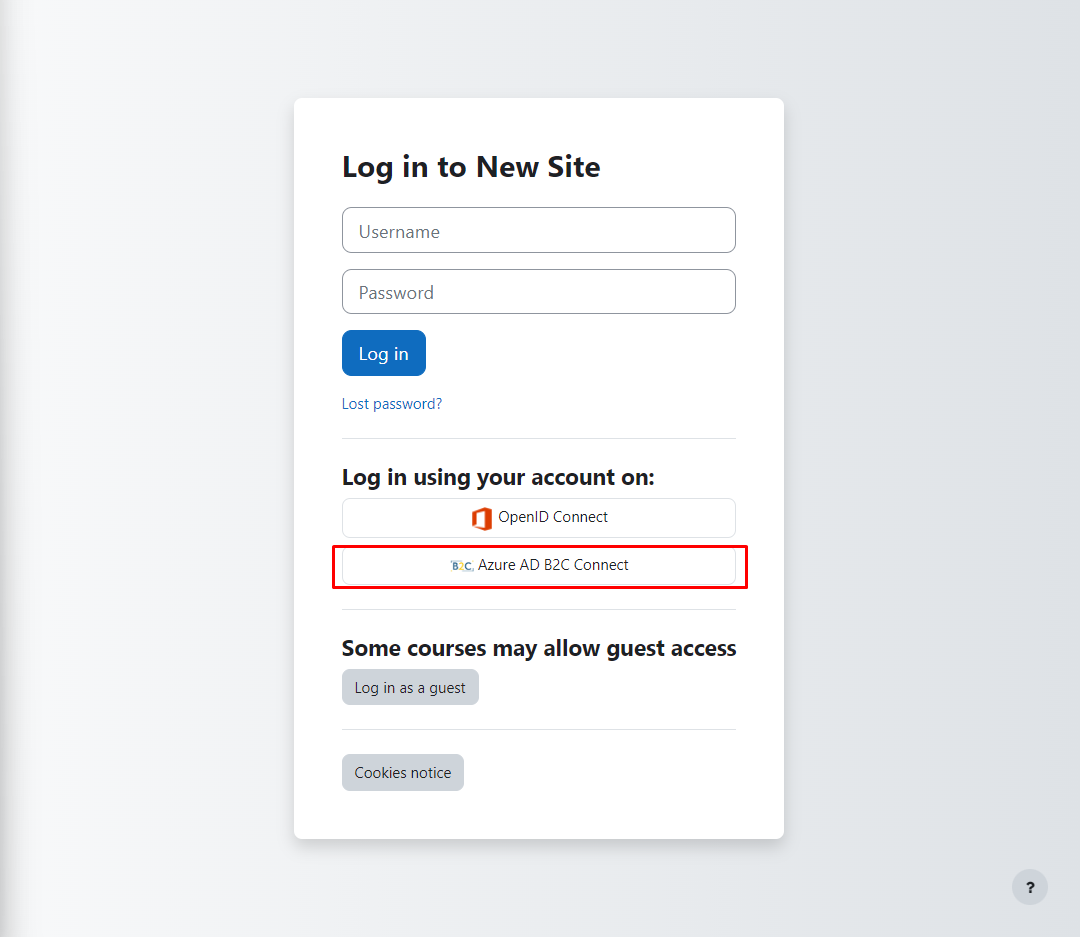 Log in to New Site
Username
Password
Log in
Lost password?
Log in using your account on:
OpenID Connect
B2C Azure AD B2C Connect
Some courses may allow guest access
Log in as a guest
Cookies notice
?